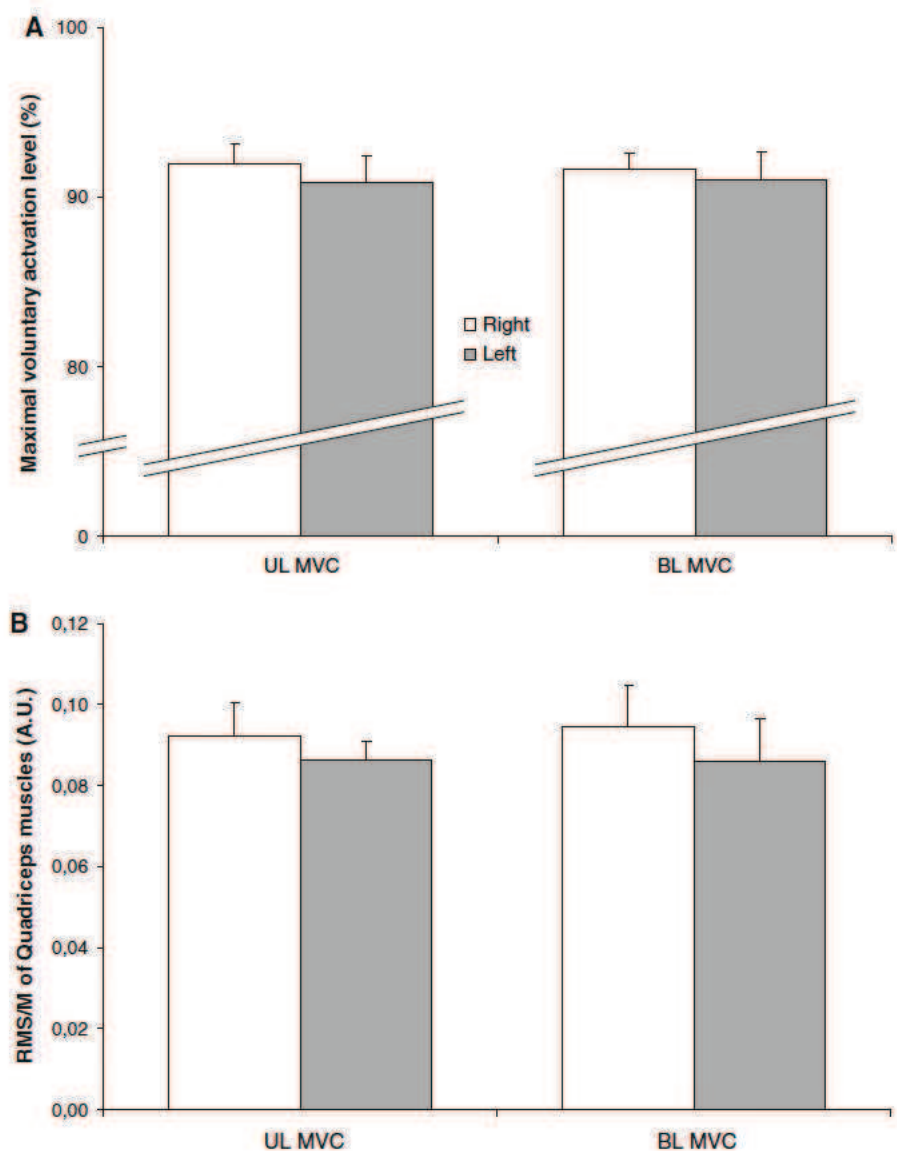 A
100
90
80
0
Maximal voluntary actvation level (%)
Right
Left
UL MVC BL MVC
B
0,12
0,10
0,08
0,06
0,04
0,02
0,00
RMS/M of Quadriceps muscles (A.U.)
UL MVC BL MVC